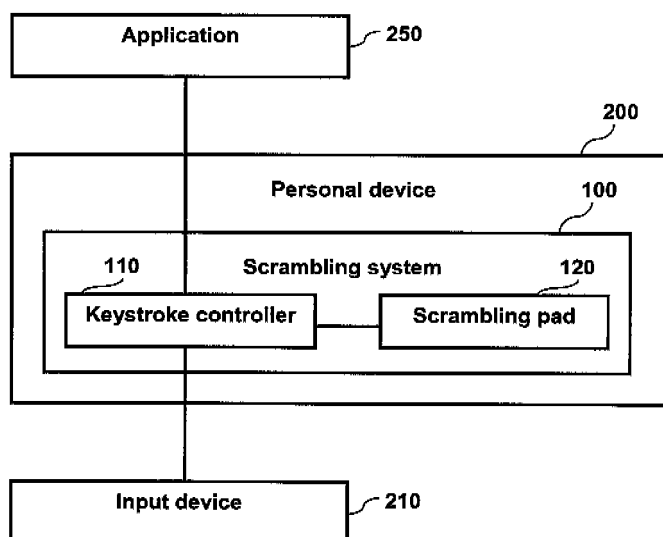 Application
250
200
Personal device
100
Scrambling system
110
120
Keystroke controller
Scrambling pad
Input device
210